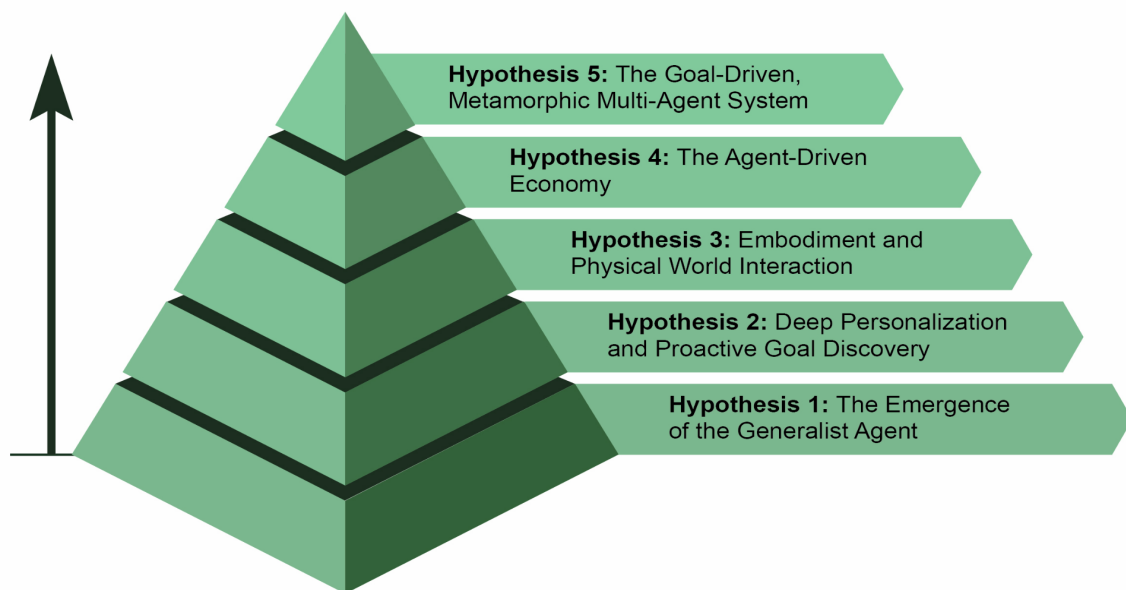 Hypothesis 5: The Goal-Driven,
Metamorphic Multi-Agent System
Hypothesis 4: The Agent-Driven
Economy
Hypothesis 3: Embodiment and
Physical World Interaction
Hypothesis 2: Deep Personalization
and Proactive Goal Discovery
Hypothesis 1: The Emergence
of the Generalist Agent